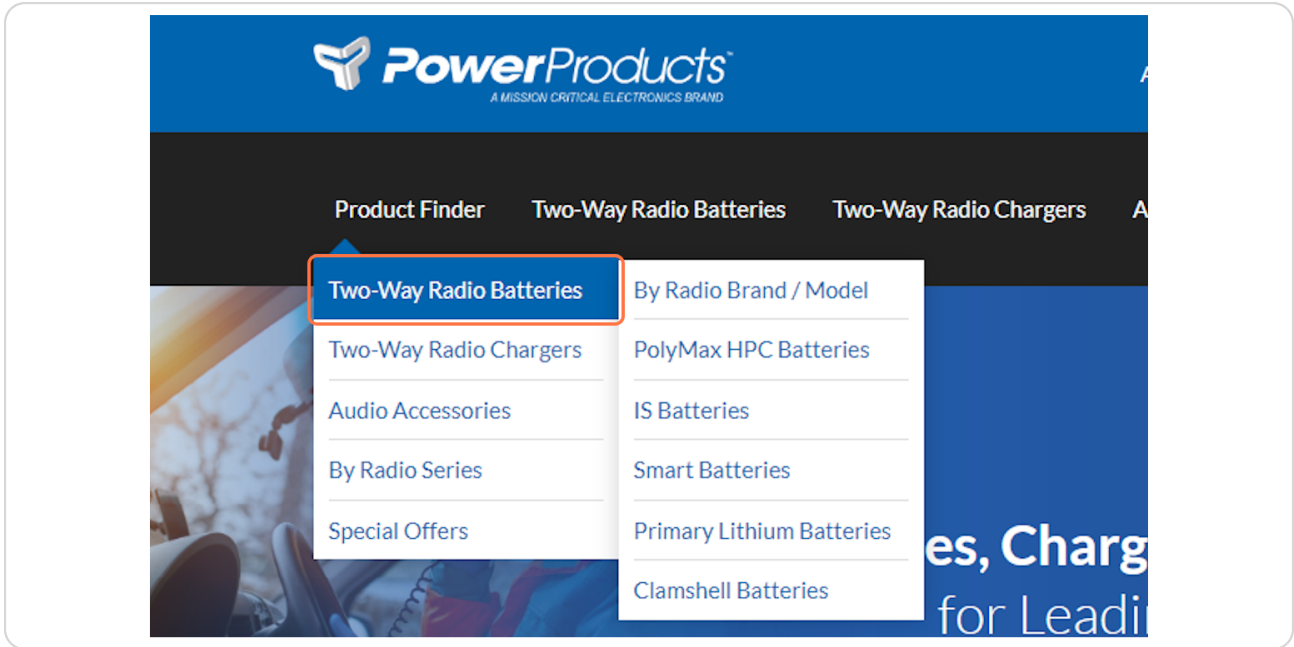 PowerProducts™
A MISSION CRITICAL ELECTRONICS BRAND
Product Finder Two-Way Radio Batteries Two-Way Radio Chargers
Two-Way Radio Batteries
Two-Way Radio Chargers
Audio Accessories
By Radio Series
Special Offers
By Radio Brand / Model
PolyMax HPC Batteries
IS Batteries
Smart Batteries
Primary Lithium Batteries
Clamshell Batteries
es, Charg
for Leadi